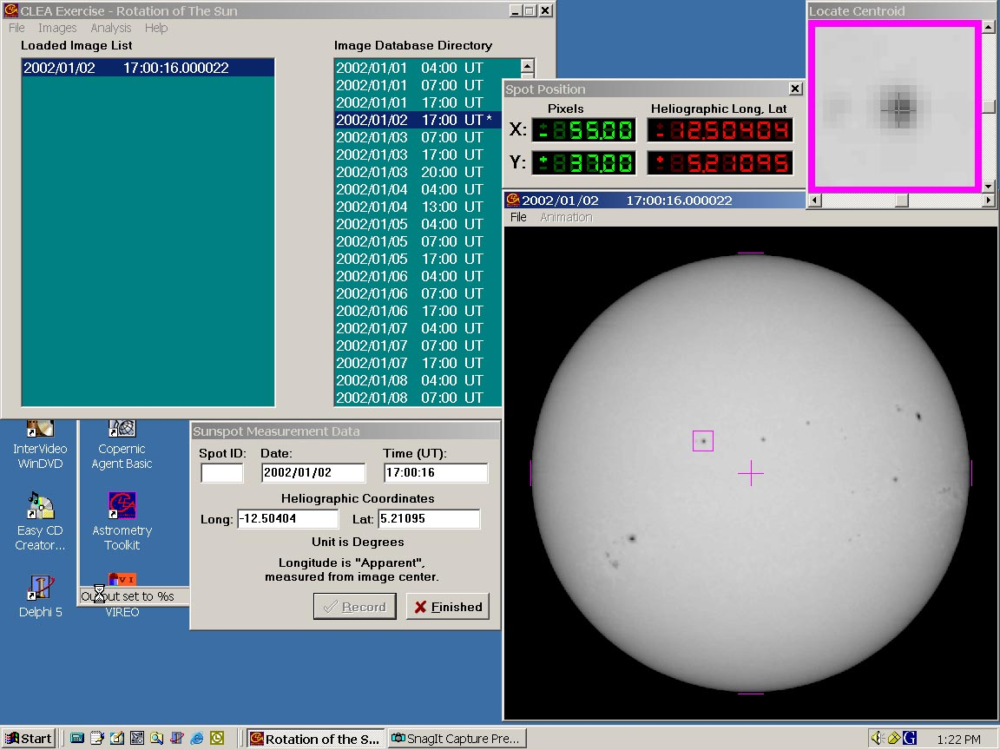 CLEA Exercise - Rotation of The Sun
File Images Analysis Help
Loaded Image List
2002/01/02 17:00:16.000022
Image Database Directory
2002/01/01 04:00 UT
2002/01/01 07:00 UT
2002/01/01 17:00 UT
2002/01/02 17:00 UT *
2002/01/03 07:00 UT
2002/01/03 17:00 UT
2002/01/03 20:00 UT
2002/01/04 04:00 UT
2002/01/04 13:00 UT
2002/01/05 04:00 UT
2002/01/05 07:00 UT
2002/01/05 17:00 UT
2002/01/06 04:00 UT
2002/01/06 07:00 UT
2002/01/06 17:00 UT
2002/01/07 04:00 UT
2002/01/07 07:00 UT
2002/01/07 17:00 UT
2002/01/08 04:00 UT
2002/01/08 07:00 UT
Locate Centroid
Spot Position
Pixels Heliographic Long, Lat
X: -55.00 -12.50404
Y: +37.00 +5.21095
2002/01/02 17:00:16.000022
File Animation
InterVideo
WinDVD
Copernic
Agent Basic
Easy CD
Creator...
CLEA
Astrometry
Toolkit
Delphi 5
VI
set to %s
VIREO
Sunspot Measurement Data
Spot ID: Date: Time (UT):
2002/01/02 17:00:16
Heliographic Coordinates
Long: -12.50404 Lat: 5.21095
Unit is Degrees
Longitude is "Apparent",
measured from image center.
Record Finished
Start Rotation of the S... SnagIt Capture Pre... G 1:22 PM